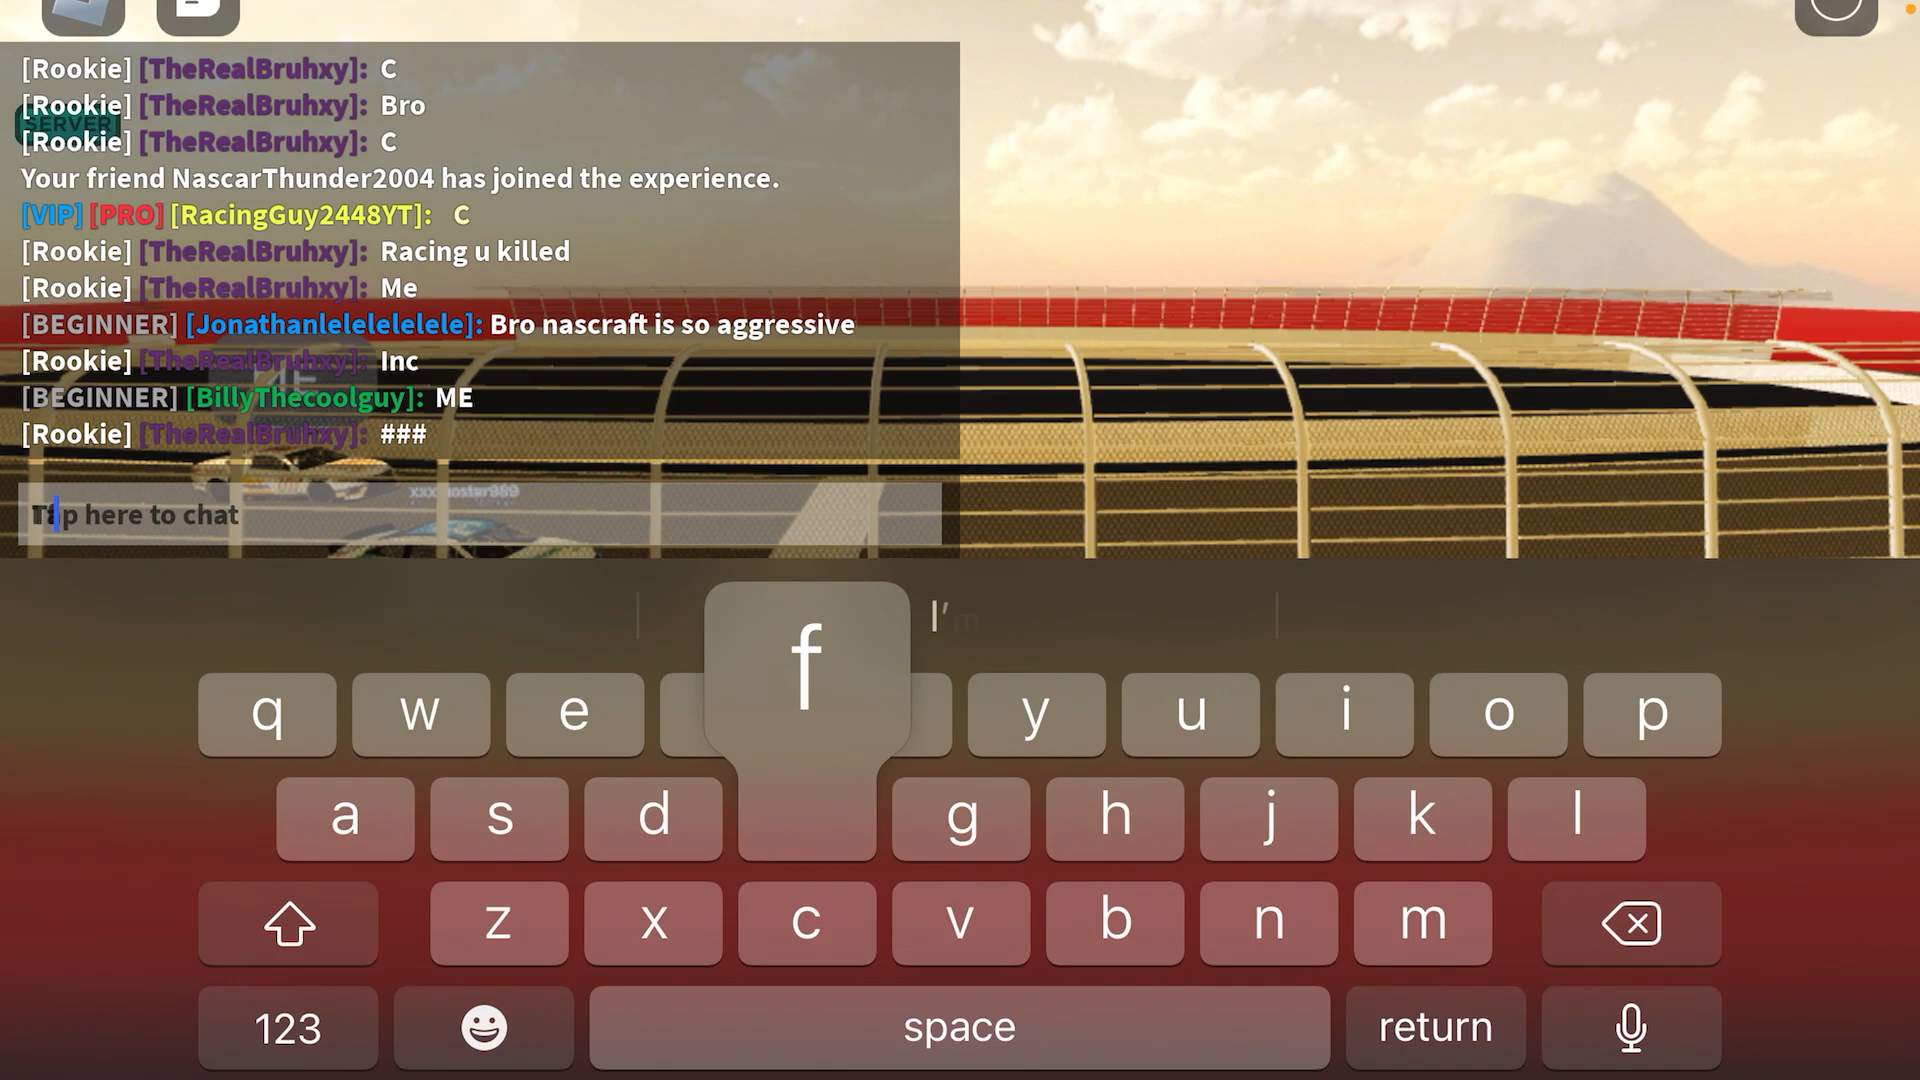 [Rookie] [TheRealBruhxy]: C
[Rookie] [TheRealBruhxy]: Bro
SERVER
[Rookie] [TheRealBruhxy]: C
Your friend NascarThunder2004 has joined the experience.
[VIP] [PRO] [RacingGuy2448YT]: C
[Rookie] [TheRealBruhxy]: Racing u killed
[Rookie] [TheRealBruhxy]: Me
[BEGINNER] [Jonathanlelelelelele]: Bro nascraft is so aggressive
[Rookie] [TheRealBruhxy]: Inc
[BEGINNER] [BillyThecoolguy]: ME
[Rookie] [TheRealBruhxy]: ###
Tap here to chat
I'm
f
q w e y u i o p
a s d g h j k l
z x c v b n m
123 space return